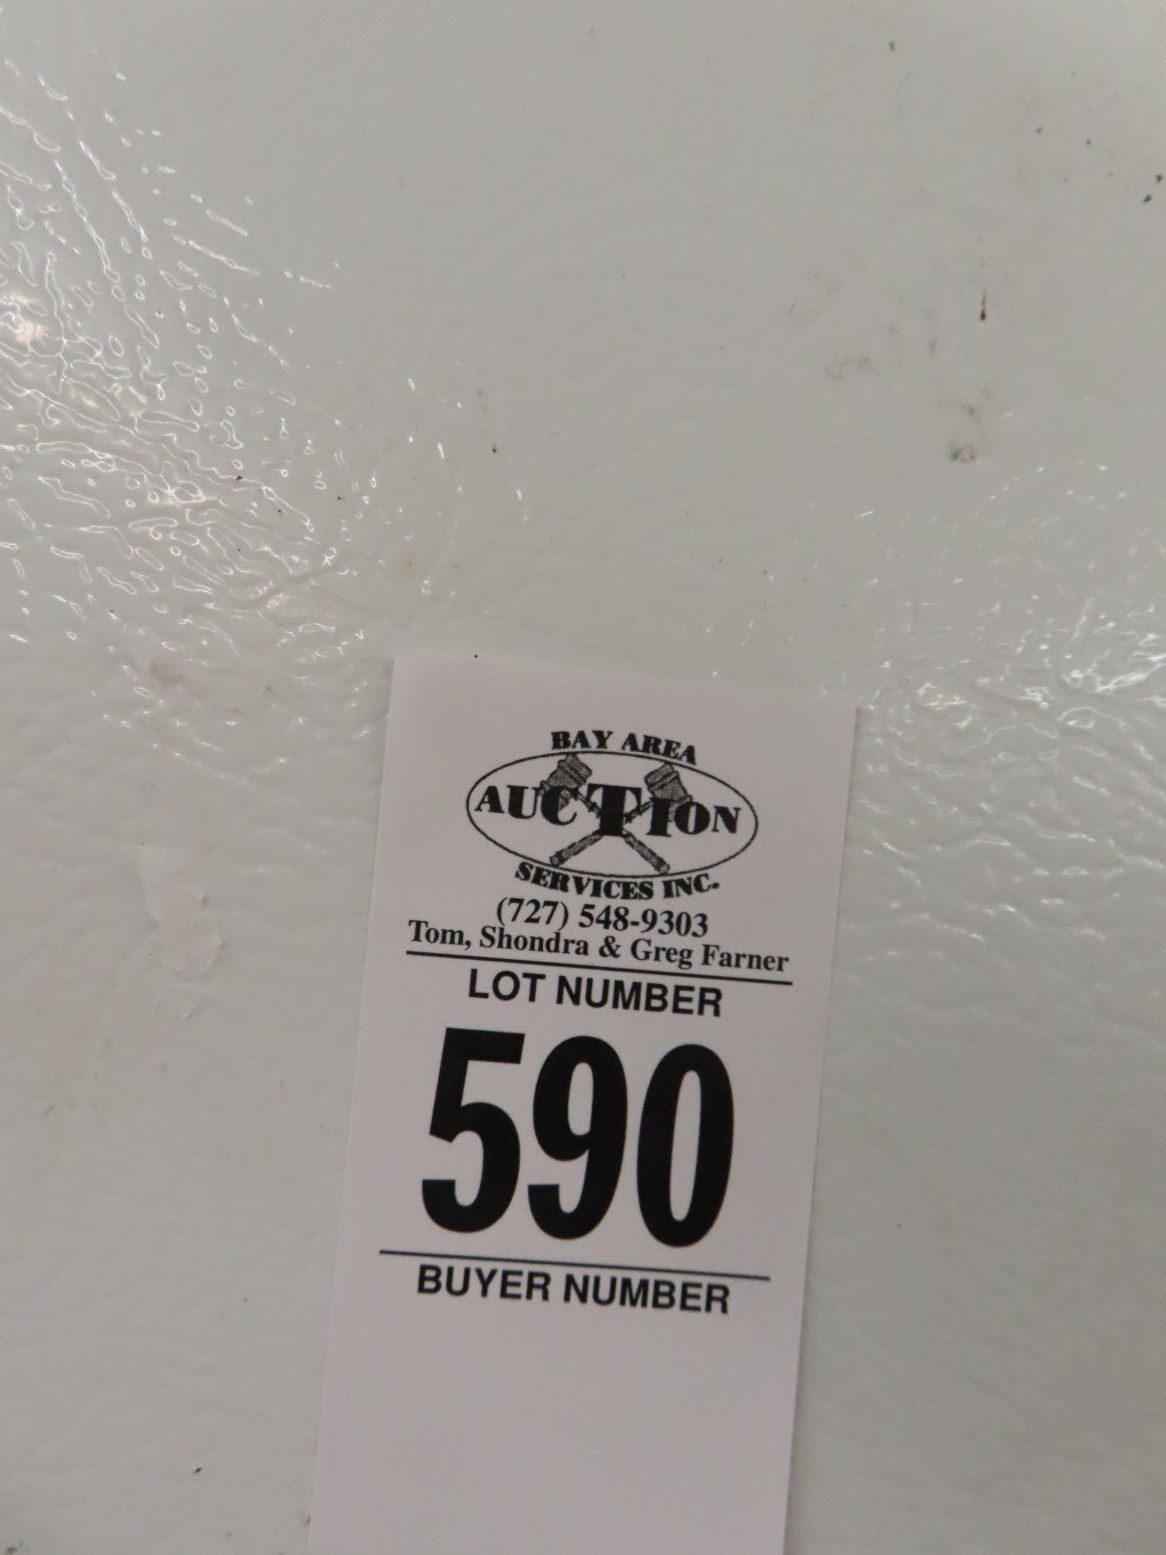 BAY AREA
AUCTION
SERVICES INC.
(727) 548-9303
Tom, Shondra & Greg Farner
LOT NUMBER
590
BUYER NUMBER